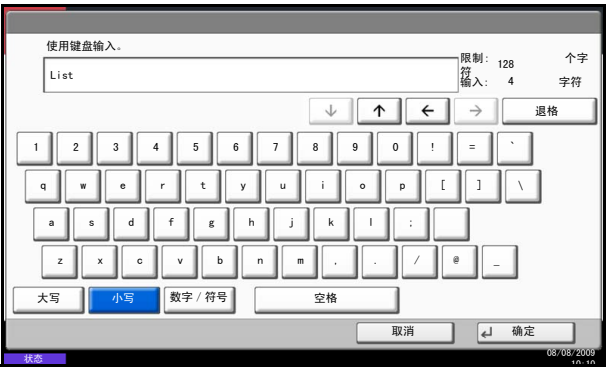 使用键盘输入。
限制: 128 个字符
List
输入: 4 字符
↓ ↑ ← → 退格
1 2 3 4 5 6 7 8 9 0 ! = `
q w e r t y u i o p [ ] \
a s d f g h j k l ;
z x c v b n m , . / @ _
大写 小写 数字 / 符号 空格
取消 确定
状态
08/08/2009
10:10